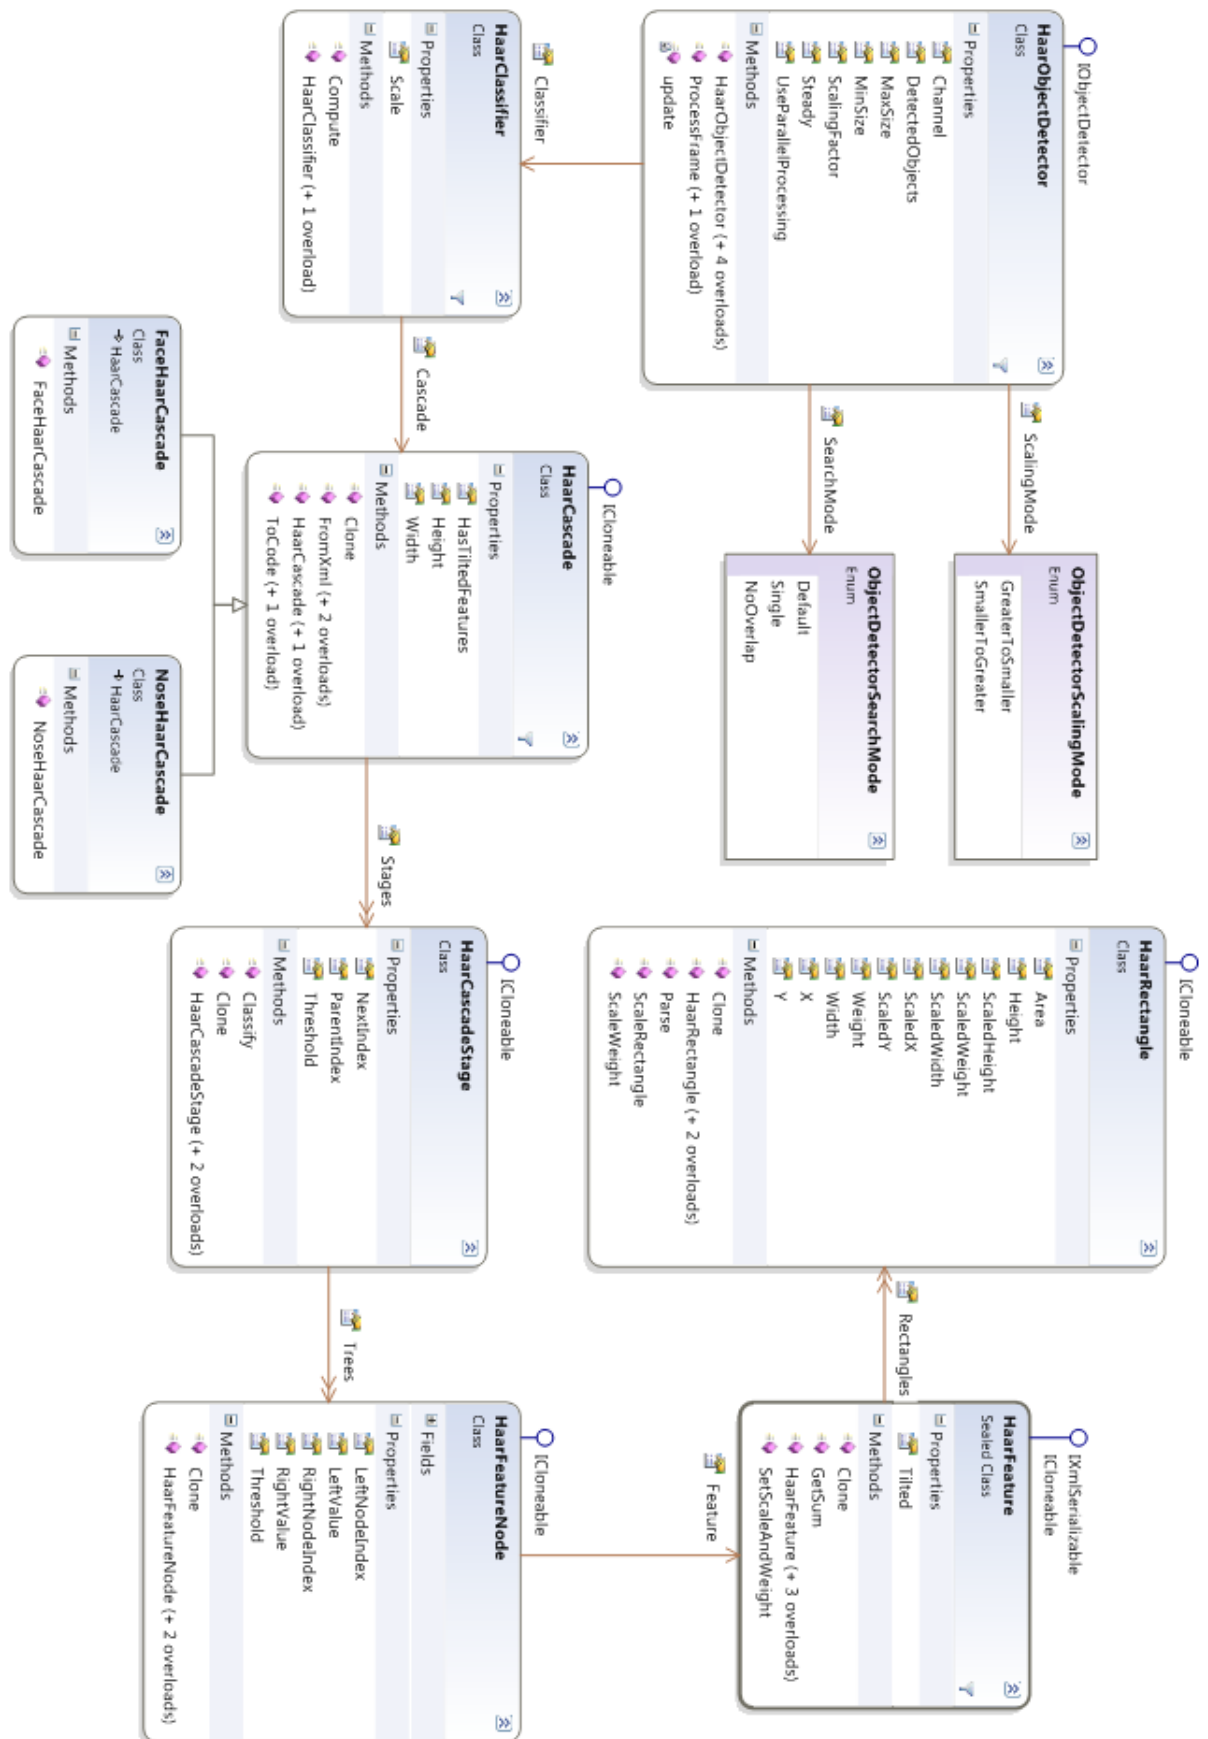 IObjectDetector
HaarObjectDetector
Class
Properties
Channel
DetectedObjects
MaxSize
MinSize
ScalingFactor
Steady
UseParallelProcessing
Methods
HaarObjectDetector (+ 4 overloads)
ProcessFrame (+ 1 overload)
update
ScalingMode
ObjectDetectorScalingMode
Enum
GreaterToSmaller
SmallerToGreater
SearchMode
ObjectDetectorSearchMode
Enum
Default
Single
NoOverlap
Classifier
HaarClassifier
Class
Properties
Scale
Methods
Compute
HaarClassifier (+ 1 overload)
Cascade
ICloneable
HaarCascade
Class
Properties
HasTiltedFeatures
Height
Width
Methods
Clone
FromXml (+ 2 overloads)
HaarCascade (+ 1 overload)
ToCode (+ 1 overload)
FaceHaarCascade
Class
HaarCascade
Methods
FaceHaarCascade
NoseHaarCascade
Class
HaarCascade
Methods
NoseHaarCascade
Stages
ICloneable
HaarCascadeStage
Class
Properties
NextIndex
ParentIndex
Threshold
Methods
Classify
Clone
HaarCascadeStage (+ 2 overloads)
Trees
ICloneable
HaarFeatureNode
Class
Fields
Properties
LeftNodeIndex
LeftValue
RightNodeIndex
RightValue
Threshold
Methods
Clone
HaarFeatureNode (+ 2 overloads)
Feature
IXmlSerializable
ICloneable
HaarFeature
Sealed Class
Properties
Tilted
Methods
Clone
GetSum
HaarFeature (+ 3 overloads)
SetScaleAndWeight
Rectangles
ICloneable
HaarRectangle
Class
Properties
Area
Height
ScaledHeight
ScaledWeight
ScaledWidth
ScaledX
ScaledY
Weight
Width
X
Y
Methods
Clone
HaarRectangle (+ 2 overloads)
Parse
ScaleRectangle
ScaleWeight